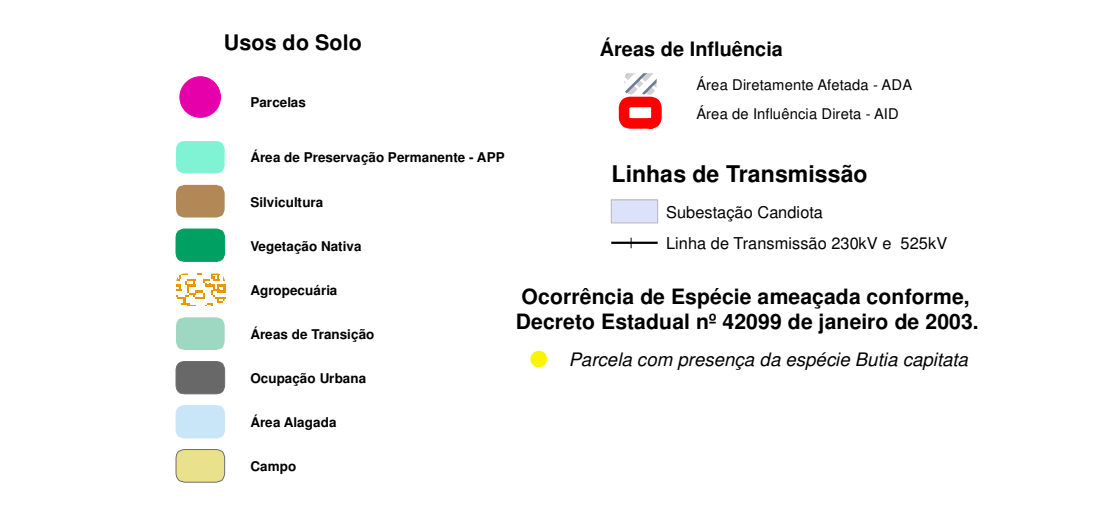 Usos do Solo
Parcelas
Área de Preservação Permanente - APP
Silvicultura
Vegetação Nativa
Agropecuária
Áreas de Transição
Ocupação Urbana
Área Alagada
Campo
Áreas de Influência
Área Diretamente Afetada - ADA
Área de Influência Direta - AID
Linhas de Transmissão
Subestação Candiota
Linha de Transmissão 230kV e 525kV
Ocorrência de Espécie ameaçada conforme,
Decreto Estadual nº 42099 de janeiro de 2003.
Parcela com presença da espécie Butia capitata